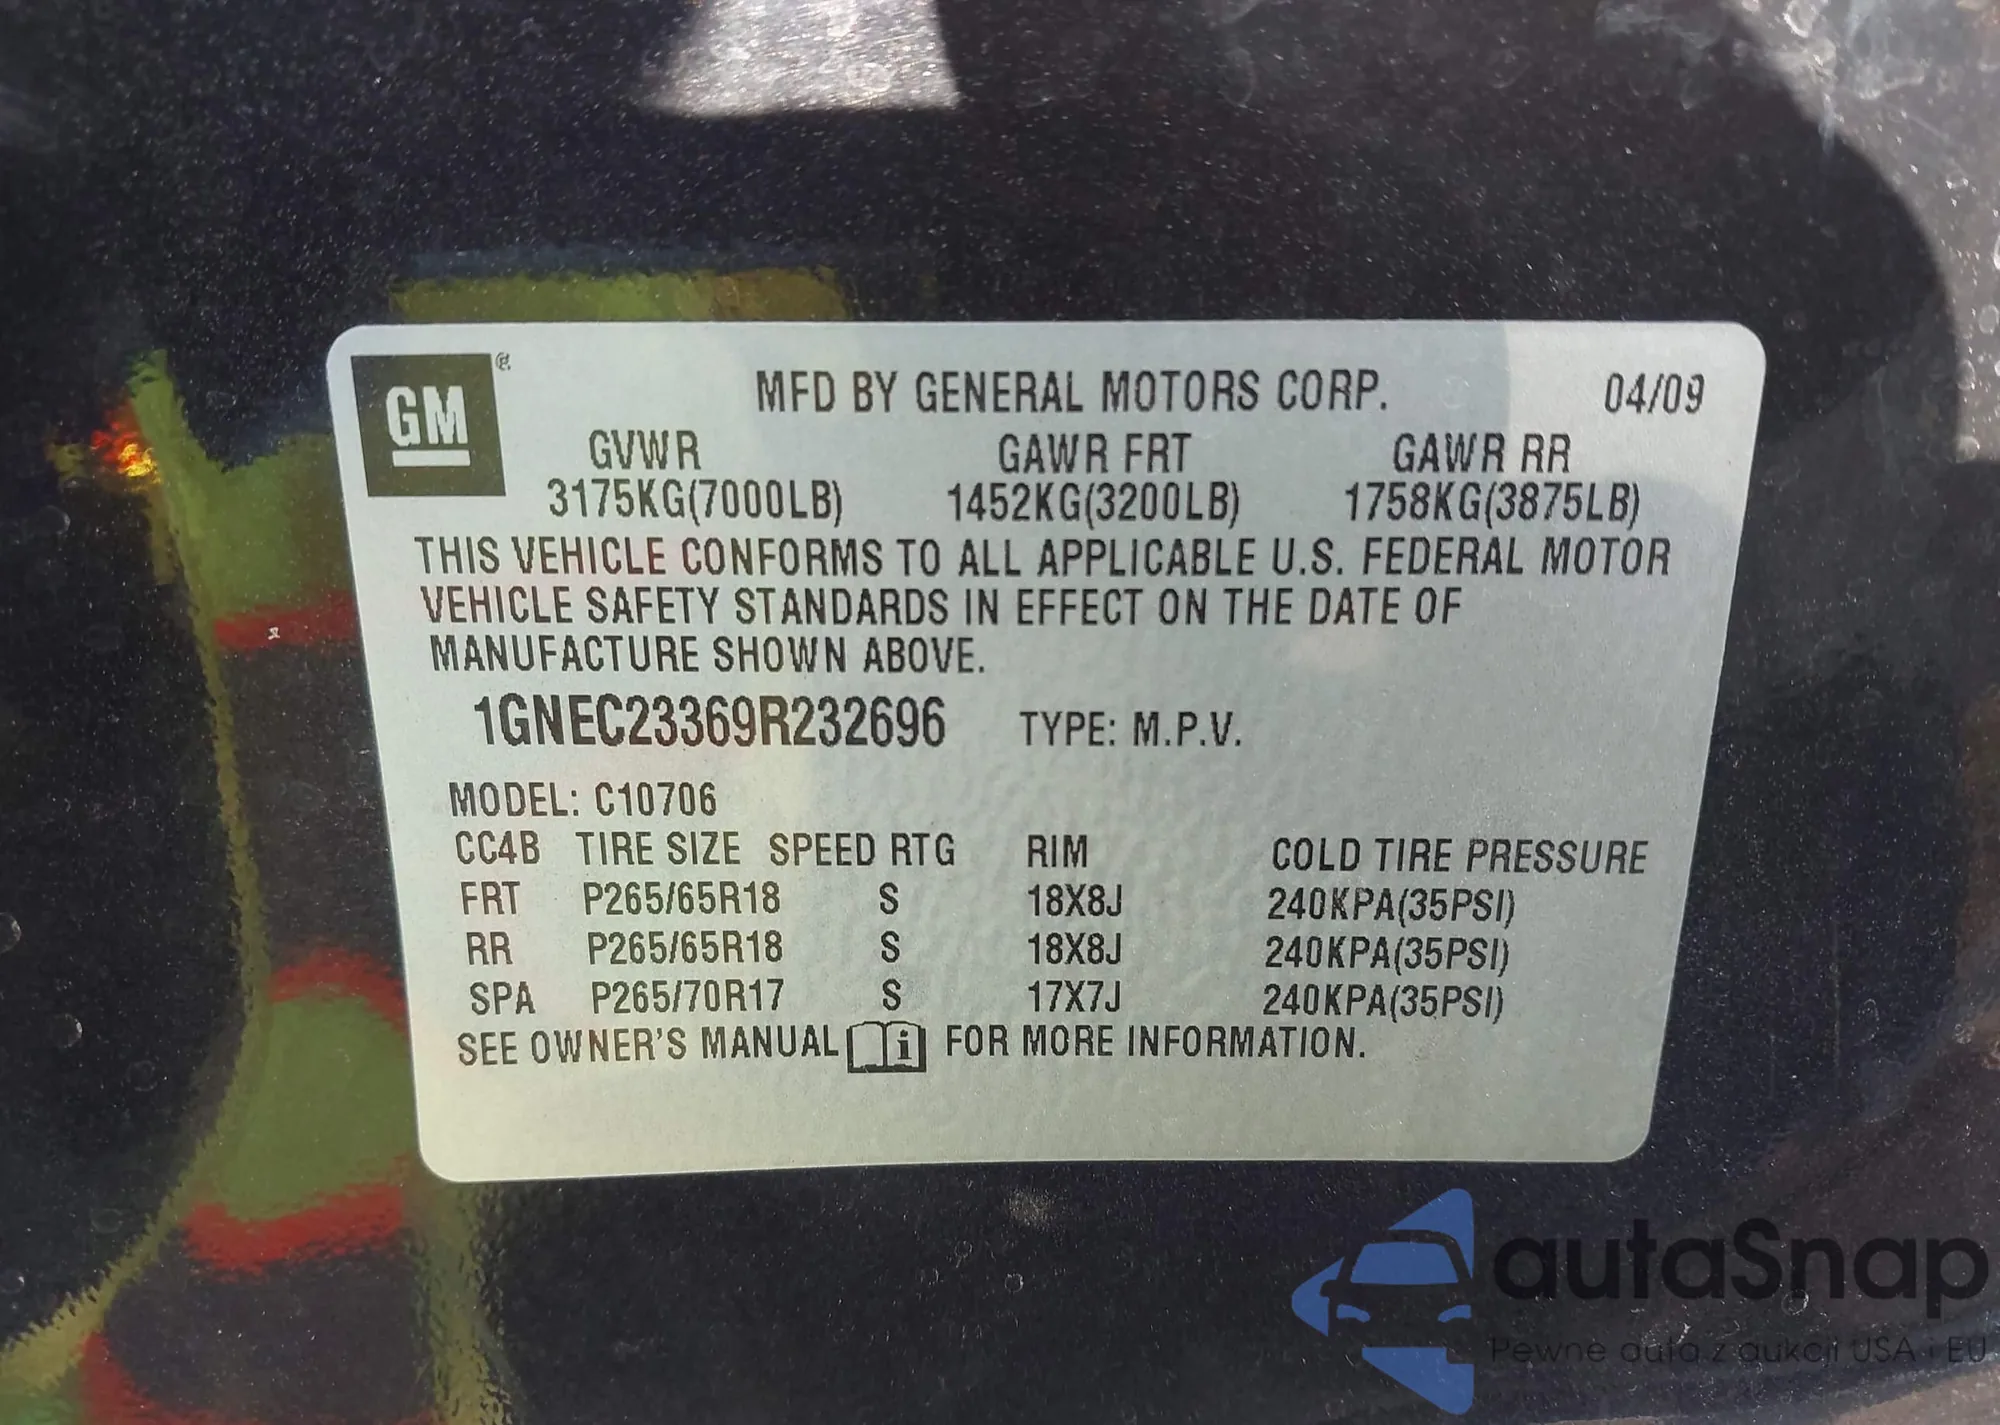 GM ®
MFD BY GENERAL MOTORS CORP. 04/09
GVWR GAWR FRT GAWR RR
3175KG(7000LB) 1452KG(3200LB) 1758KG(3875LB)
THIS VEHICLE CONFORMS TO ALL APPLICABLE U.S. FEDERAL MOTOR
VEHICLE SAFETY STANDARDS IN EFFECT ON THE DATE OF
MANUFACTURE SHOWN ABOVE.
1GNEC23369R232696 TYPE: M.P.V.
MODEL: C10706
CC4B TIRE SIZE SPEED RTG RIM COLD TIRE PRESSURE
FRT P265/65R18 S 18X8J 240KPA(35PSI)
RR P265/65R18 S 18X8J 240KPA(35PSI)
SPA P265/70R17 S 17X7J 240KPA(35PSI)
SEE OWNER'S MANUAL i FOR MORE INFORMATION.
autaSnap
Pewne auta z aukcji USA i EU